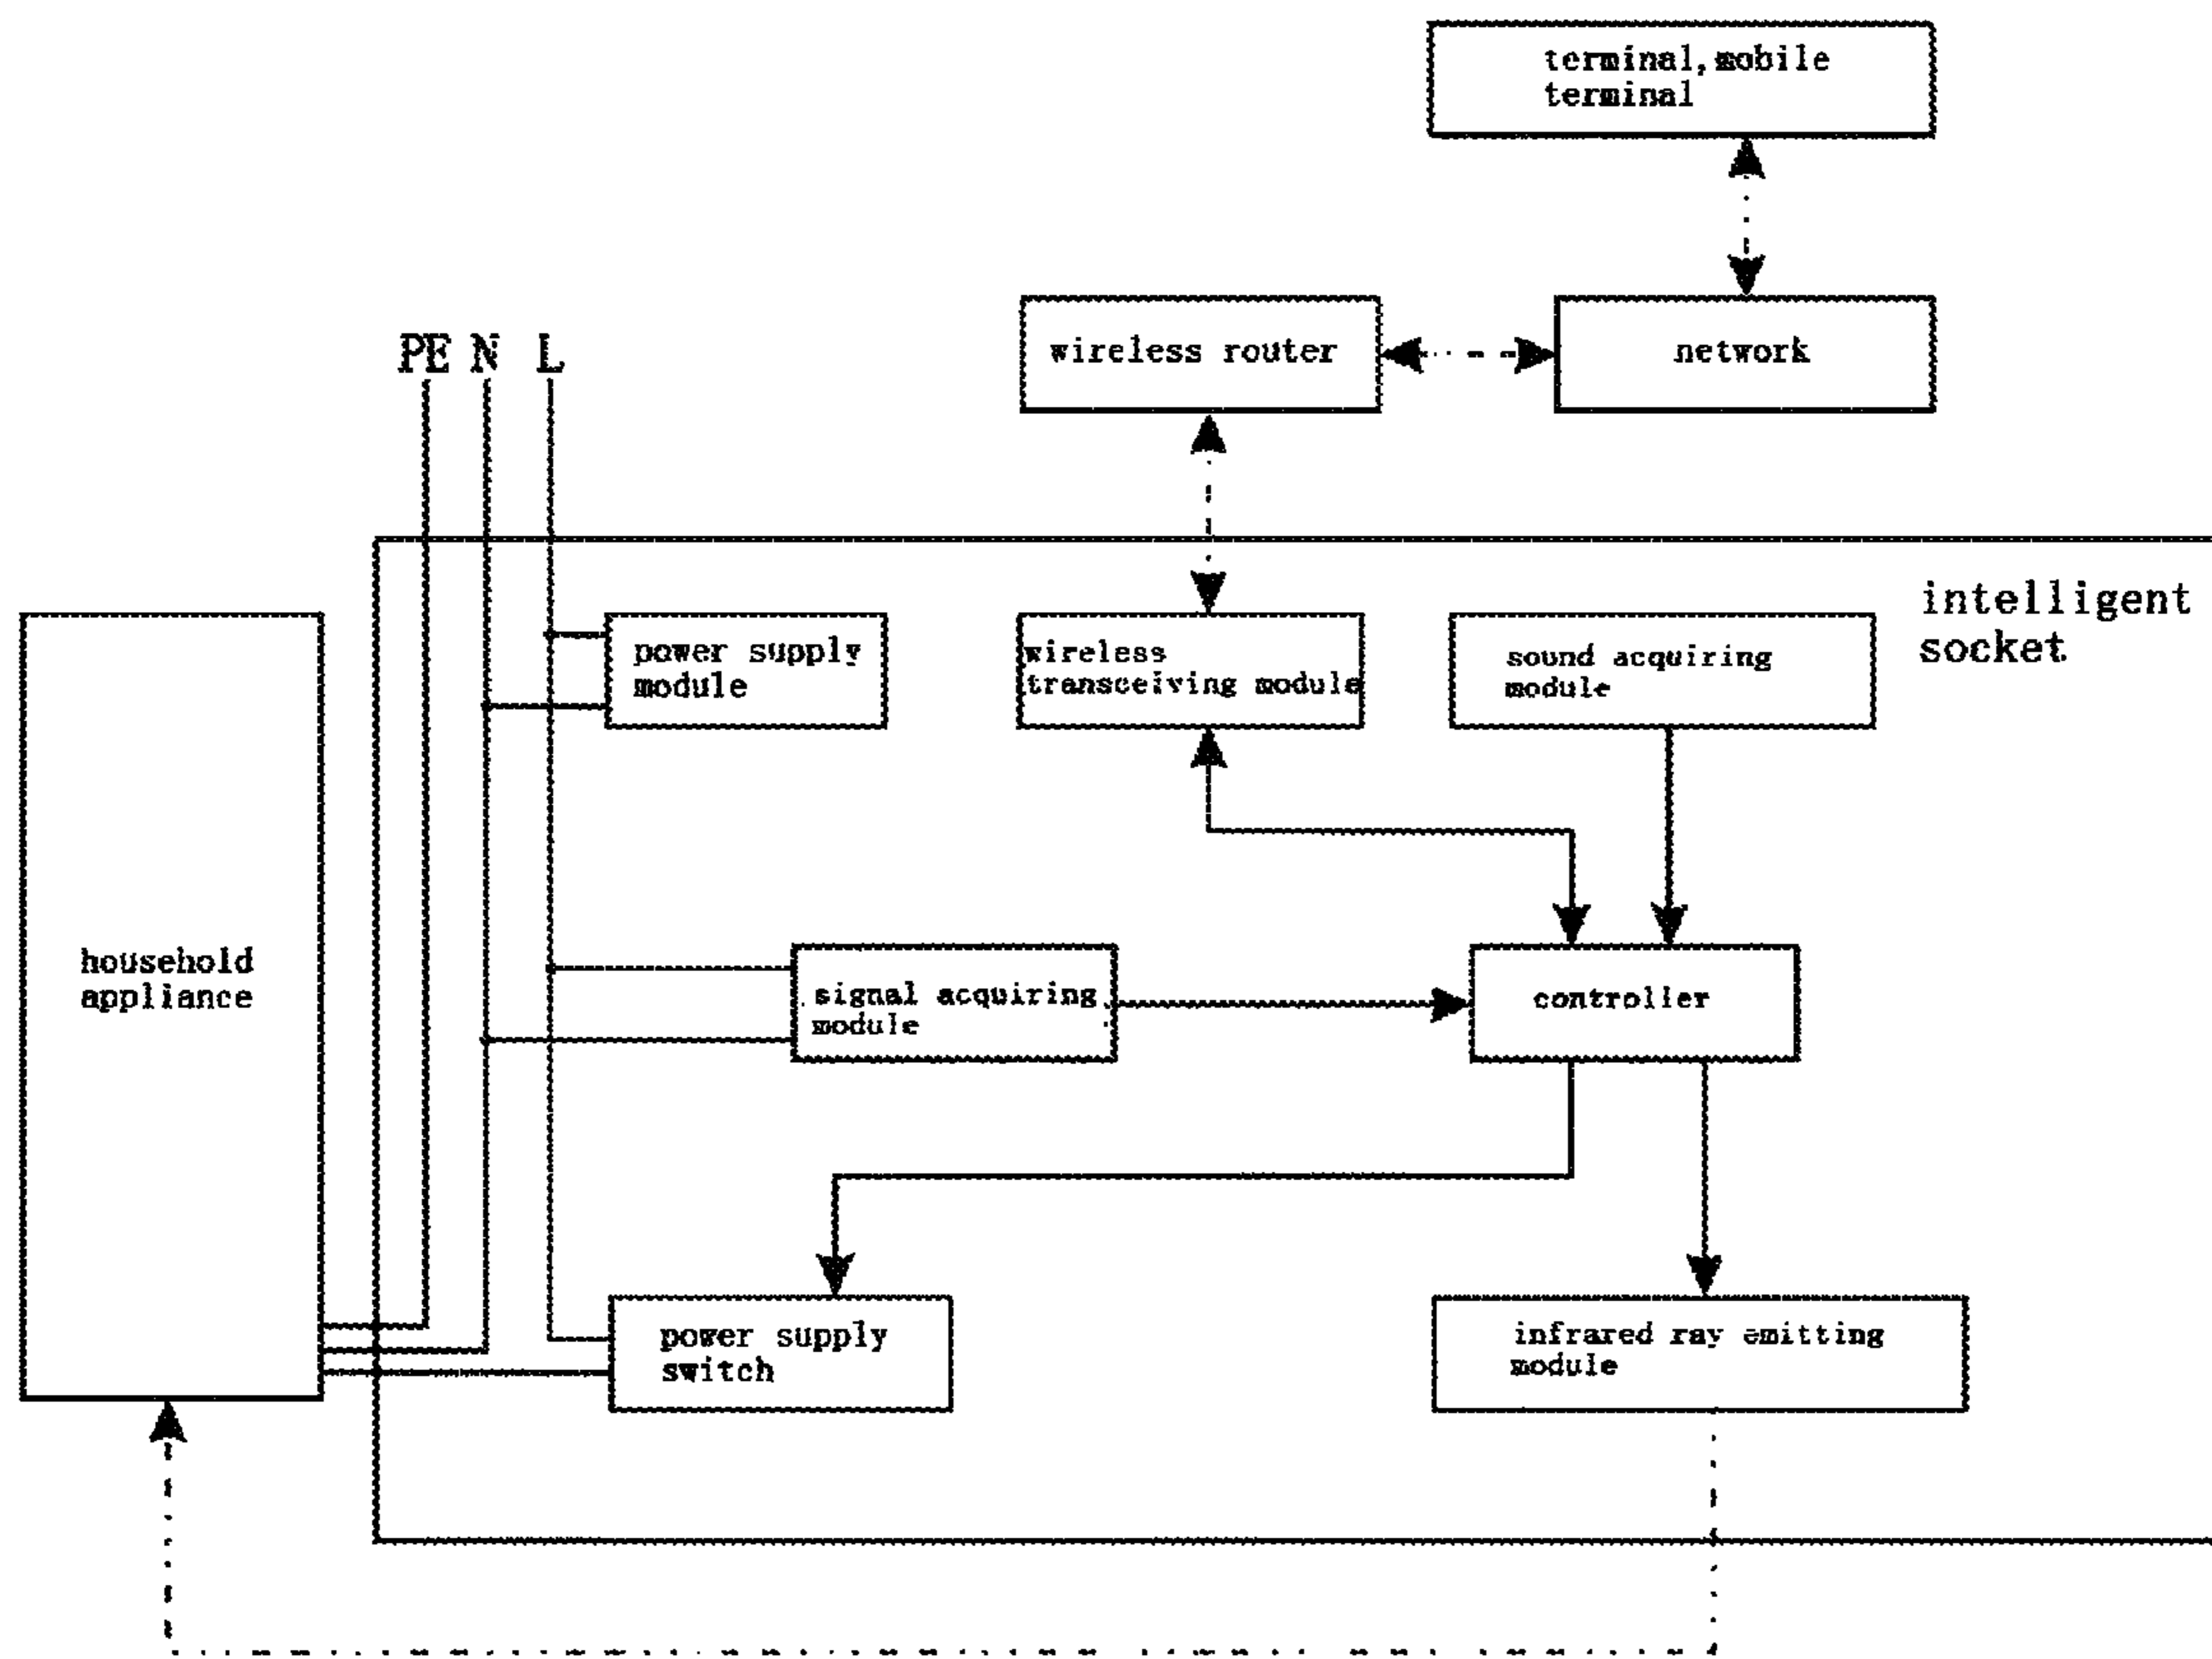 terminal, mobile
terminal
wireless router
network
PE N L
intelligent
socket
power supply
module
wireless
transceiving module
sound acquiring
module
household
appliance
signal acquiring
module
controller
power supply
switch
infrared ray emitting
module